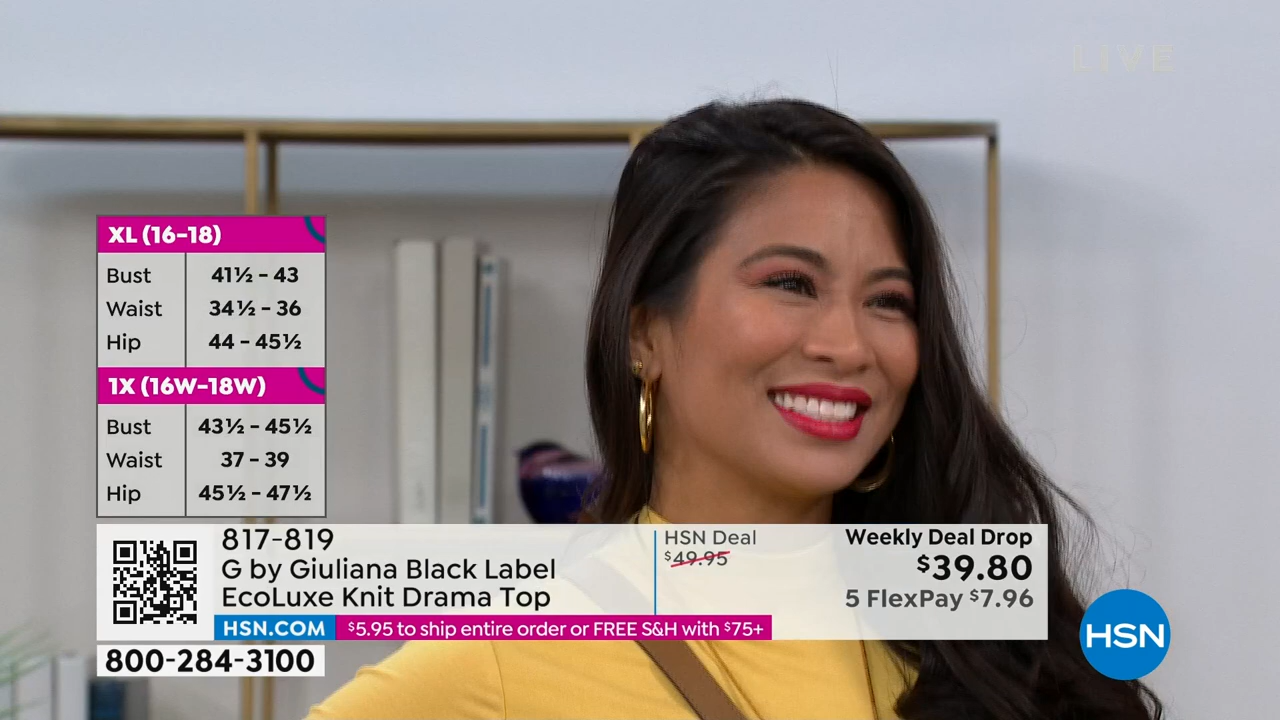 LIVE
XL (16-18)
Bust 41½ - 43
Waist 34½ - 36
Hip 44 - 45½
1X (16W-18W)
Bust 43½ - 45½
Waist 37 - 39
Hip 45½ - 47½
817-819
G by Giuliana Black Label
EcoLuxe Knit Drama Top
HSN Deal
$49.95
Weekly Deal Drop
$39.80
5 FlexPay $7.96
HSN.COM $5.95 to ship entire order or FREE S&H with $75+
800-284-3100
HSN